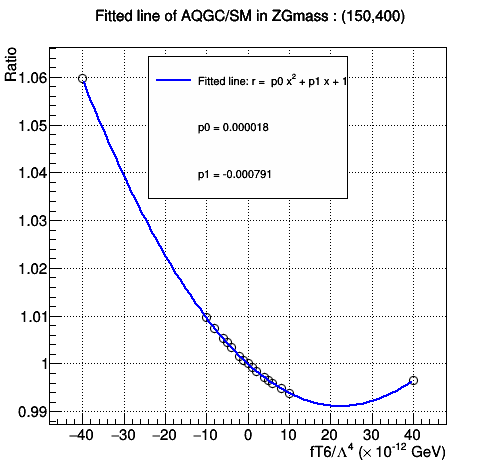 Fitted line of AQGC/SM in ZGmass : (150,400)
Ratio
Fitted line: r = p0 x² + p1 x + 1
p0 = 0.000018
p1 = -0.000791
1.06
1.05
1.04
1.03
1.02
1.01
1
0.99
−40 −30 −20 −10 0 10 20 30 40
fT6/Λ⁴ (× 10⁻¹² GeV)